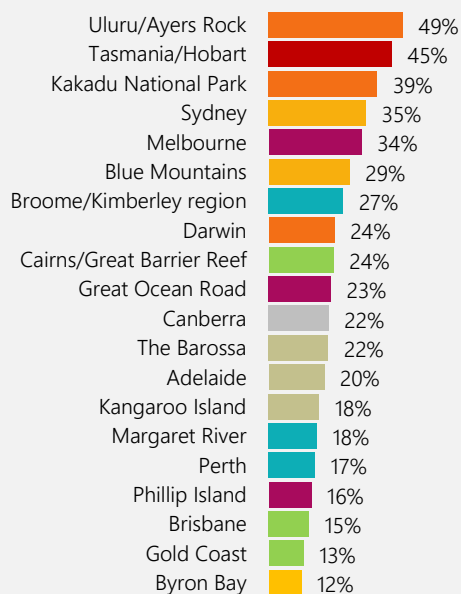 Uluru/Ayers Rock 49%
Tasmania/Hobart 45%
Kakadu National Park 39%
Sydney 35%
Melbourne 34%
Blue Mountains 29%
Broome/Kimberley region 27%
Darwin 24%
Cairns/Great Barrier Reef 24%
Great Ocean Road 23%
Canberra 22%
The Barossa 22%
Adelaide 20%
Kangaroo Island 18%
Margaret River 18%
Perth 17%
Phillip Island 16%
Brisbane 15%
Gold Coast 13%
Byron Bay 12%